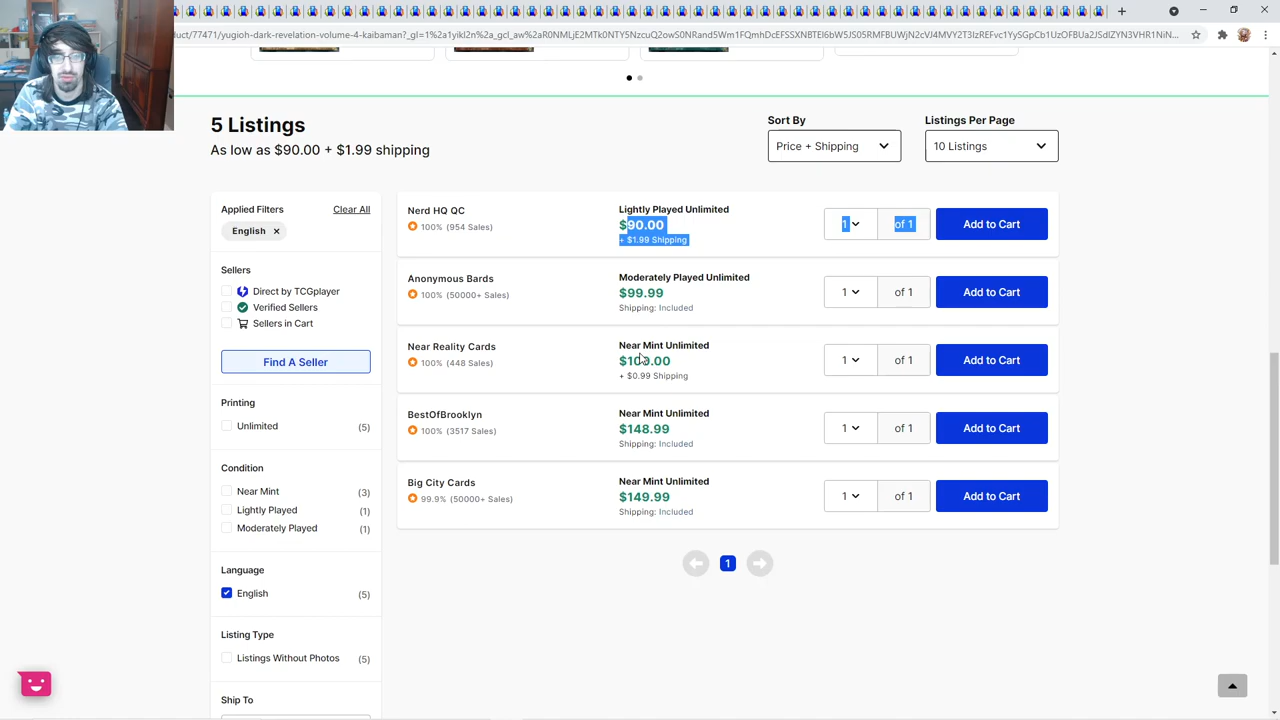 5 Listings
As low as $90.00 + $1.99 shipping
Sort By
Price + Shipping
Listings Per Page
10 Listings
Applied Filters
Clear All
English ×
Sellers
Direct by TCGplayer
Verified Sellers
Sellers in Cart
Find A Seller
Printing
Unlimited (5)
Condition
Near Mint (3)
Lightly Played (1)
Moderately Played (1)
Language
English (5)
Listing Type
Listings Without Photos (5)
Ship To
Nerd HQ QC
100% (954 Sales)
Lightly Played Unlimited
$90.00
+ $1.99 Shipping
1 of 1
Add to Cart
Anonymous Bards
100% (50000+ Sales)
Moderately Played Unlimited
$99.99
Shipping: Included
1 of 1
Add to Cart
Near Reality Cards
100% (448 Sales)
Near Mint Unlimited
+ $0.99 Shipping
1 of 1
Add to Cart
BestOfBrooklyn
100% (3517 Sales)
Near Mint Unlimited
$148.99
Shipping: Included
1 of 1
Add to Cart
Big City Cards
99.9% (50000+ Sales)
Near Mint Unlimited
$149.99
Shipping: Included
1 of 1
Add to Cart
1